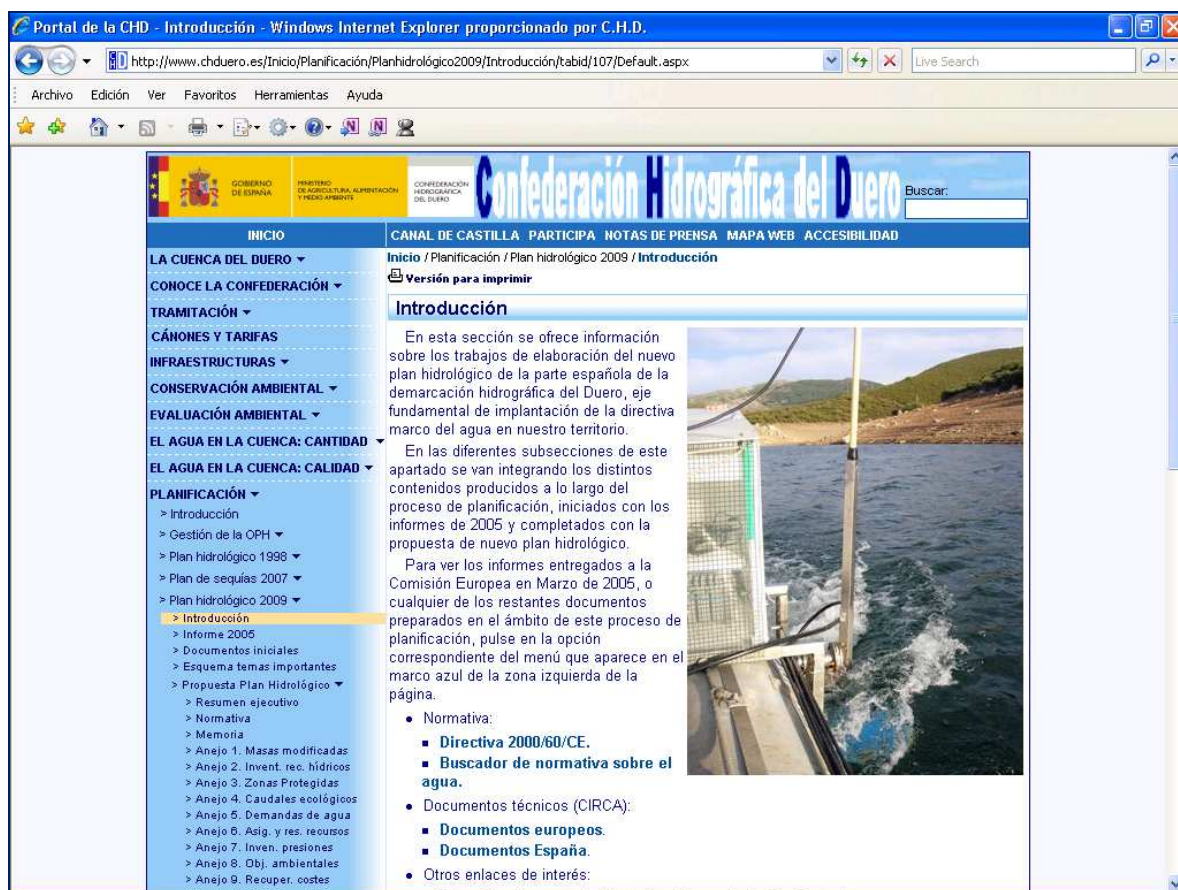 Portal de la CHD - Introducción - Windows Internet Explorer proporcionado por C.H.D.
http://www.chduero.es/Inicio/Planificación/Planhidrológico2009/Introducción/tabid/107/Default.aspx
Live Search
Archivo Edición Ver Favoritos Herramientas Ayuda
GOBIERNO
DE ESPAÑA
MINISTERIO
DE AGRICULTURA, ALIMENTACIÓN
Y MEDIO AMBIENTE
CONFEDERACIÓN
HIDROGRÁFICA
DEL DUERO
Confederación Hidrográfica del Duero
Buscar:
INICIO
CANAL DE CASTILLA PARTICIPA NOTAS DE PRENSA MAPA WEB ACCESIBILIDAD
LA CUENCA DEL DUERO
CONOCE LA CONFEDERACIÓN
TRAMITACIÓN
CÁNONES Y TARIFAS
INFRAESTRUCTURAS
CONSERVACIÓN AMBIENTAL
EVALUACIÓN AMBIENTAL
EL AGUA EN LA CUENCA: CANTIDAD
EL AGUA EN LA CUENCA: CALIDAD
PLANIFICACIÓN
> Introducción
> Gestión de la OPH
> Plan hidrológico 1998
> Plan de sequías 2007
> Plan hidrológico 2009
> Introducción
> Informe 2005
> Documentos iniciales
> Esquema temas importantes
> Propuesta Plan Hidrológico
> Resumen ejecutivo
> Normativa
> Memoria
> Anejo 1. Masas modificadas
> Anejo 2. Invent. rec. hídricos
> Anejo 3. Zonas Protegidas
> Anejo 4. Caudales ecológicos
> Anejo 5. Demandas de agua
> Anejo 6. Asig. y res. recursos
> Anejo 7. Inven. presiones
> Anejo 8. Obj. ambientales
> Anejo 9. Recuper. costes
Inicio / Planificación / Plan hidrológico 2009 / Introducción
Versión para imprimir
Introducción
En esta sección se ofrece información
sobre los trabajos de elaboración del nuevo
plan hidrológico de la parte española de la
demarcación hidrográfica del Duero, eje
fundamental de implantación de la directiva
marco del agua en nuestro territorio.
En las diferentes subsecciones de este
apartado se van integrando los distintos
contenidos producidos a lo largo del
proceso de planificación, iniciados con los
informes de 2005 y completados con la
propuesta de nuevo plan hidrológico.
Para ver los informes entregados a la
Comisión Europea en Marzo de 2005, o
cualquier de los restantes documentos
preparados en el ámbito de este proceso de
planificación, pulse en la opción
correspondiente del menú que aparece en el
marco azul de la zona izquierda de la
página.
• Normativa:
▪ Directiva 2000/60/CE.
▪ Buscador de normativa sobre el
agua.
• Documentos técnicos (CIRCA):
▪ Documentos europeos.
▪ Documentos España.
• Otros enlaces de interés: